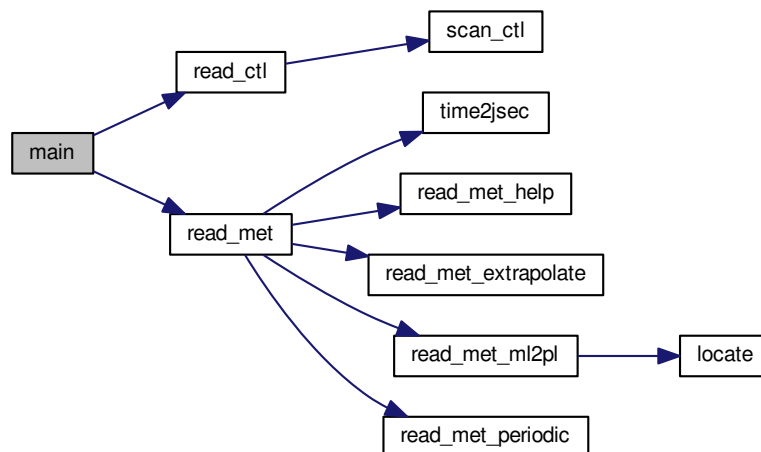 main
read_ctl
scan_ctl
read_met
time2jsec
read_met_help
read_met_extrapolate
read_met_ml2pl
locate
read_met_periodic